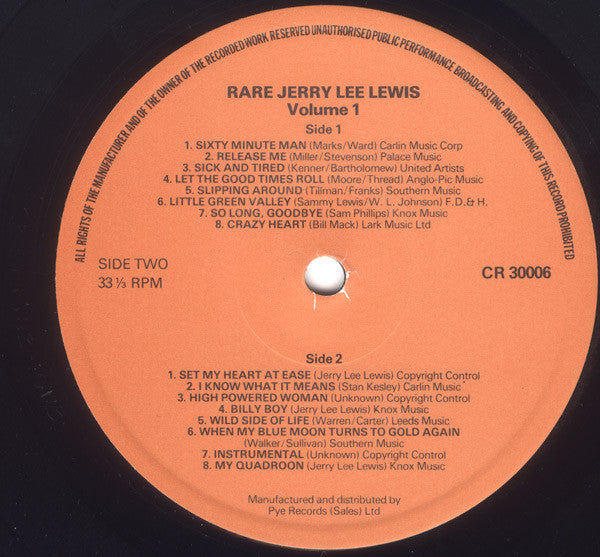 ALL RIGHTS OF THE MANUFACTURER AND OF THE OWNER OF THE RECORDED WORK RESERVED UNAUTHORISED PUBLIC PERFORMANCE BROADCASTING AND COPYING OF THIS RECORD PROHIBITED
RARE JERRY LEE LEWIS
Volume 1
Side 1
1. SIXTY MINUTE MAN (Marks/Ward) Carlin Music Corp
2. RELEASE ME (Miller/Stevenson) Palace Music
3. SICK AND TIRED (Kenner/Bartholomew) United Artists
4. LET THE GOOD TIMES ROLL (Moore/Thread) Anglo-Pic Music
5. SLIPPING AROUND (Tillman/Franks) Southern Music
6. LITTLE GREEN VALLEY (Sammy Lewis/W. L. Johnson) F.D.& H.
7. SO LONG, GOODBYE (Sam Phillips) Knox Music
8. CRAZY HEART (Bill Mack) Lark Music Ltd
SIDE TWO
33⅓ RPM
CR 30006
Side 2
1. SET MY HEART AT EASE (Jerry Lee Lewis) Copyright Control
2. I KNOW WHAT IT MEANS (Stan Kesley) Carlin Music
3. HIGH POWERED WOMAN (Unknown) Copyright Control
4. BILLY BOY (Jerry Lee Lewis) Knox Music
5. WILD SIDE OF LIFE (Warren/Carter) Leeds Music
6. WHEN MY BLUE MOON TURNS TO GOLD AGAIN
(Walker/Sullivan) Southern Music
7. INSTRUMENTAL (Unknown) Copyright Control
8. MY QUADROON (Jerry Lee Lewis) Knox Music
Manufactured and distributed by
Pye Records (Sales) Ltd